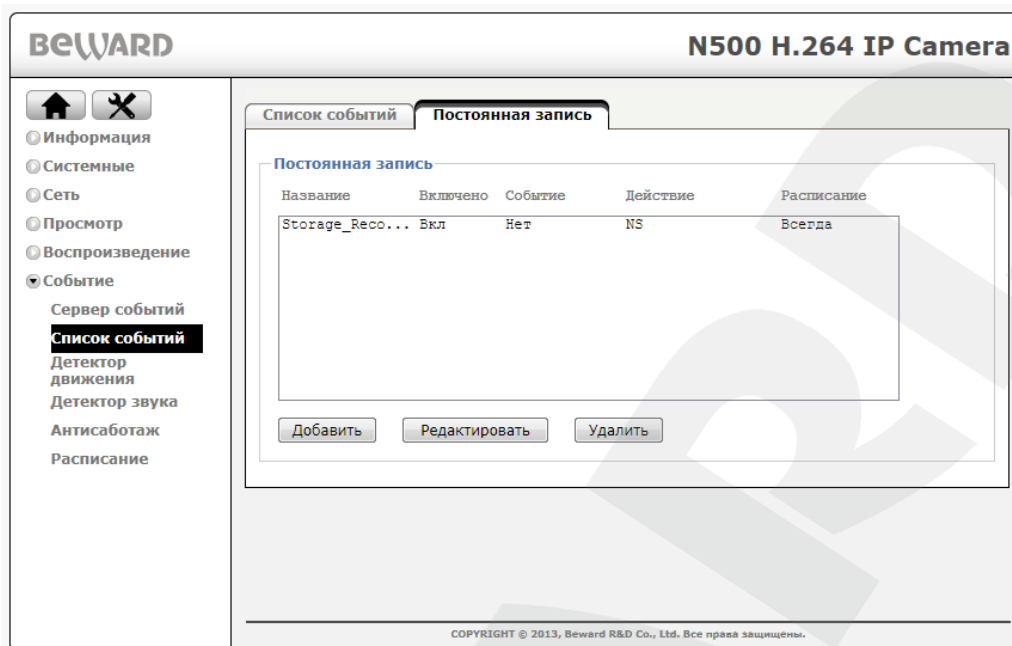 BEWARD
N500 H.264 IP Camera
Информация
Системные
Сеть
Просмотр
Воспроизведение
Событие
Сервер событий
Список событий
Детектор
движения
Детектор звука
Антисаботаж
Расписание
Список событий Постоянная запись
Постоянная запись
Название Включено Событие Действие Расписание
Storage_Reco... Вкл Нет NS Всегда
Добавить Редактировать Удалить
COPYRIGHT © 2013, Beward R&D Co., Ltd. Все права защищены.